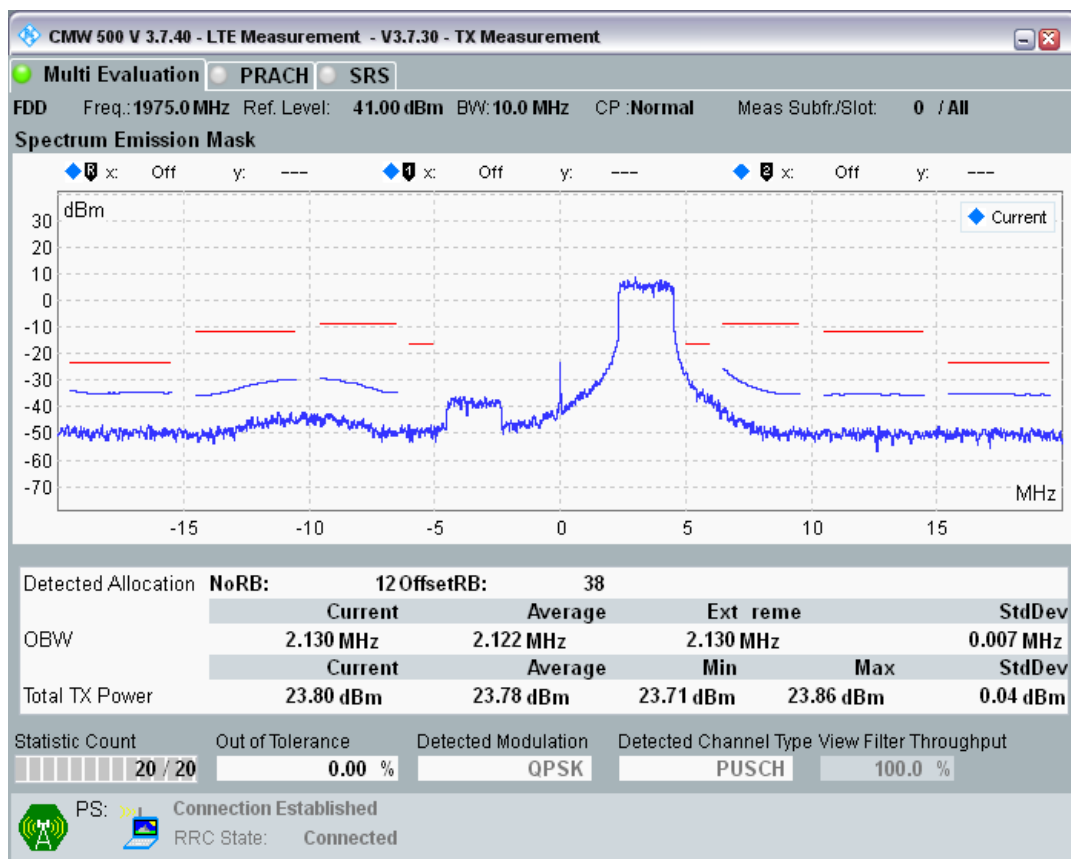 CMW 500 V 3.7.40 - LTE Measurement - V3.7.30 - TX Measurement
Multi Evaluation PRACH SRS
FDD Freq.: 1975.0 MHz Ref. Level: 41.00 dBm BW: 10.0 MHz CP :Normal Meas Subfr./Slot: 0 / All
Spectrum Emission Mask
R x: Off y: --- 1 x: Off y: --- 2 x: Off y: ---
dBm
Current
30
20
10
0
-10
-20
-30
-40
-50
-60
-70
MHz
-15 -10 -5 0 5 10 15
Detected Allocation NoRB: 12 OffsetRB: 38
Current Average Ext reme StdDev
OBW 2.130 MHz 2.122 MHz 2.130 MHz 0.007 MHz
Current Average Min Max StdDev
Total TX Power 23.80 dBm 23.78 dBm 23.71 dBm 23.86 dBm 0.04 dBm
Statistic Count Out of Tolerance Detected Modulation Detected Channel Type View Filter Throughput
20 / 20 0.00 % QPSK PUSCH 100.0 %
PS: Connection Established
RRC State: Connected